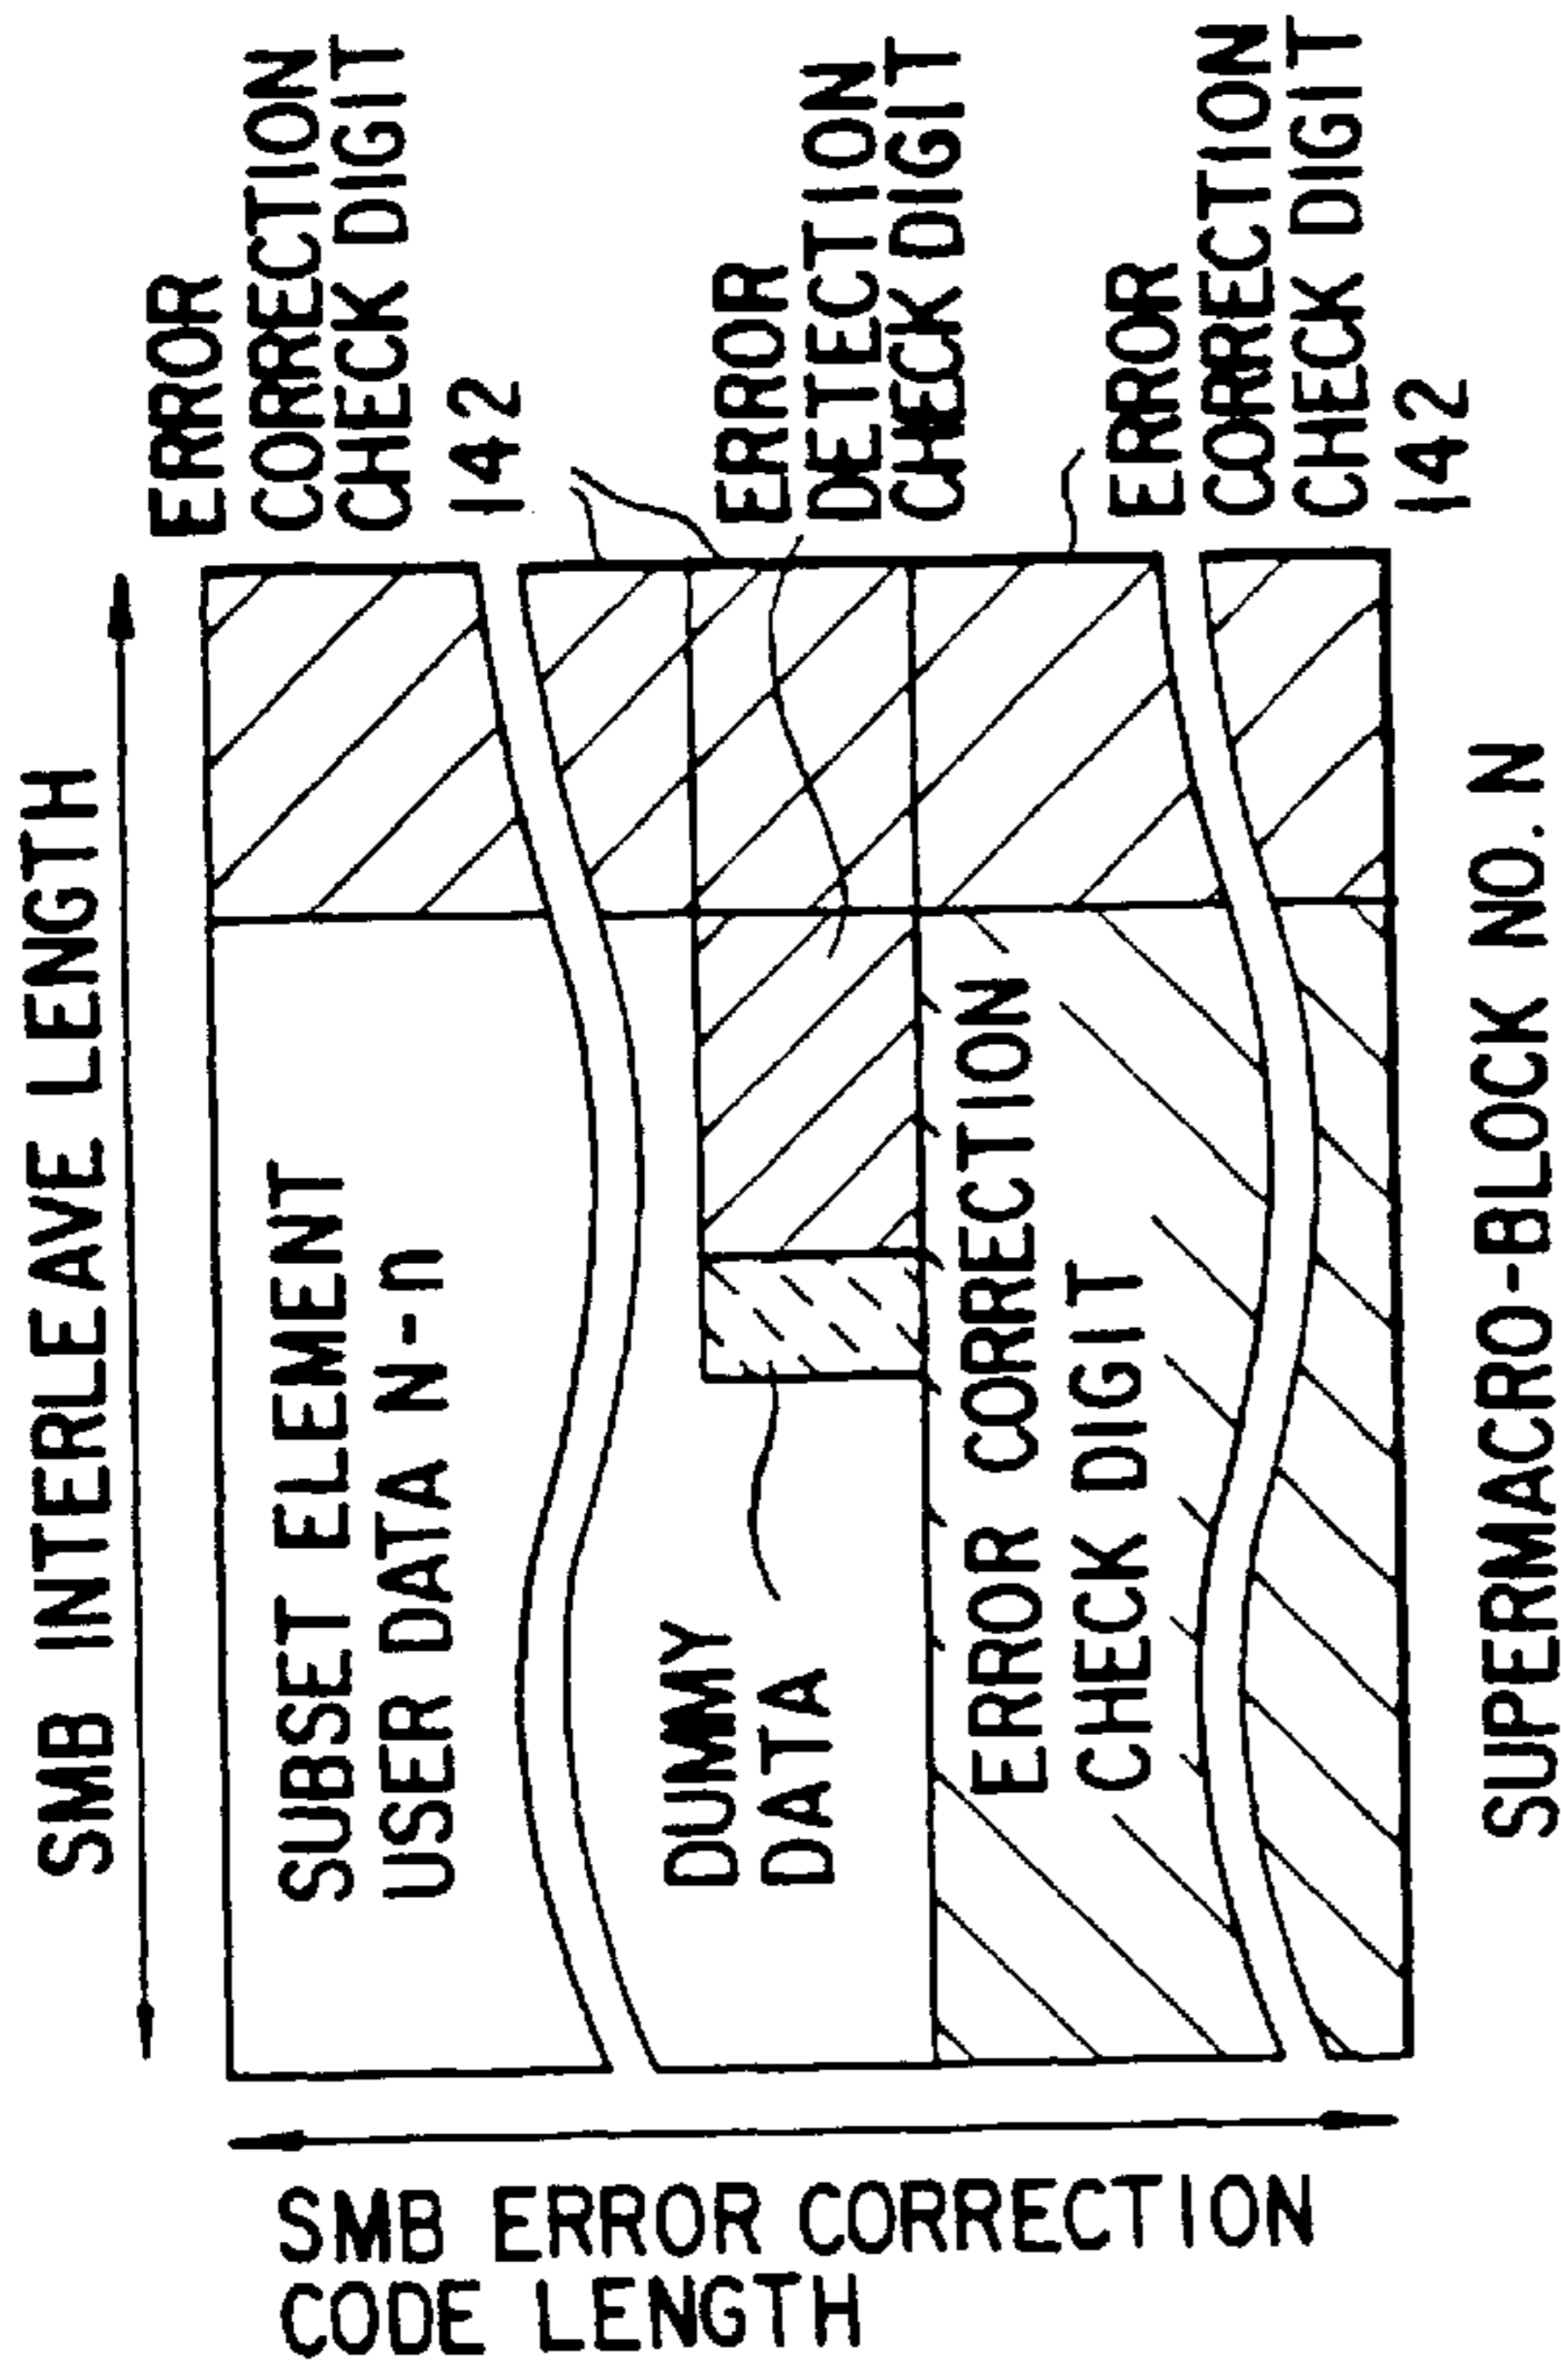 SMB INTERLEAVE LENGTH
SUBSET ELEMENT
USER DATA N-n
DUMMY
DATA
ERROR CORRECTION
CHECK DIGIT
ERROR
CORRECTION
CHECK DIGIT
142
ERROR
DETECTION
CHECK DIGIT
ERROR
CORRECTION
CHECK DIGIT
142
SUPERMACRO-BLOCK NO. N
SMB ERROR CORRECTION
CODE LENGTH